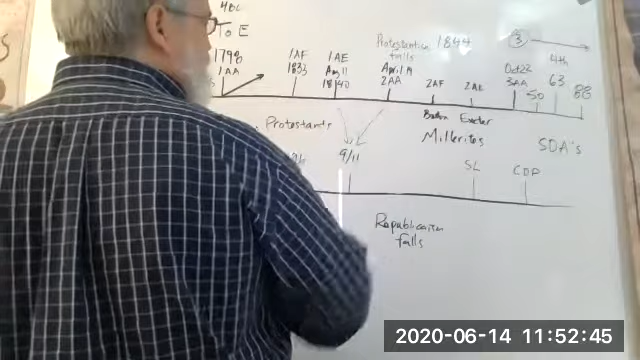 To E
Protestantism 1844
falls
3
1798
1AA
1AF
1833
1AE
Aug 11
1840
April 19
2AA
2AF
2AE
Oct 22
3AA
50
4th
63
88
Protestants
Boston
Exeter
Millerites
SDA's
9/11
SL
COP
Republicanism
falls
2020-06-14 11:52:45